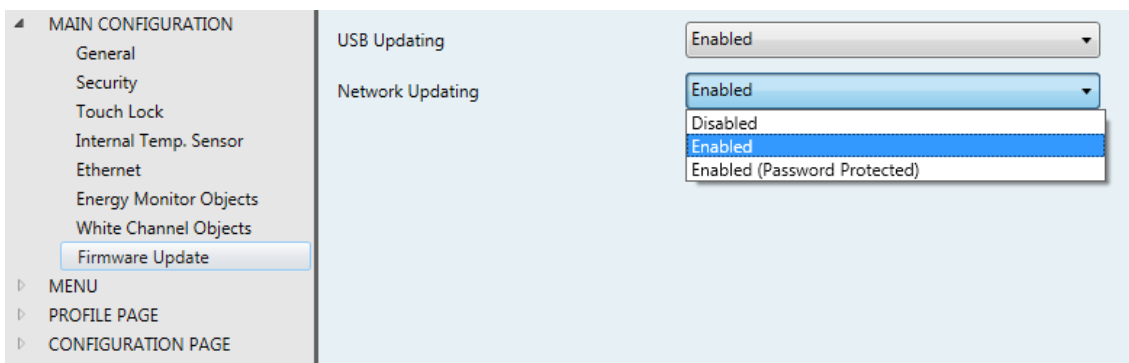 MAIN CONFIGURATION
General
Security
Touch Lock
Internal Temp. Sensor
Ethernet
Energy Monitor Objects
White Channel Objects
Firmware Update
MENU
PROFILE PAGE
CONFIGURATION PAGE
USB Updating
Enabled
Network Updating
Enabled
Disabled
Enabled
Enabled (Password Protected)